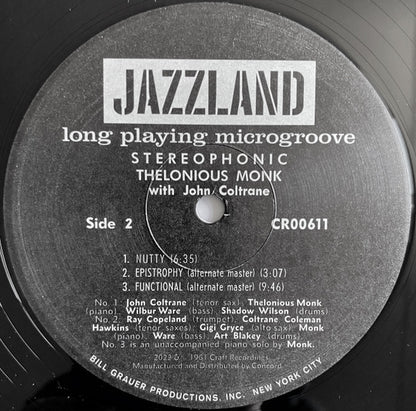 JAZZLAND
long playing microgroove
STEREOPHONIC
THELONIOUS MONK
with John Coltrane
Side 2 CR00611
1. NUTTY (6:35)
2. EPISTROPHY (alternate master) (3:07)
3. FUNCTIONAL (alternate master) (9:46)
No. 1: John Coltrane (tenor sax), Thelonious Monk
(piano), Wilbur Ware (bass), Shadow Wilson (drums)
No. 2: Ray Copeland (trumpet), Coltrane Coleman
Hawkins (tenor saxes), Gigi Gryce (alto sax), Monk
(piano), Ware (bass), Art Blakey (drums)
No. 3 is an unaccompanied piano solo by Monk.
2023 & 1961 Craft Recordings
Manufactured and Distributed by Concord
BILL GRAUER PRODUCTIONS, INC. NEW YORK CITY